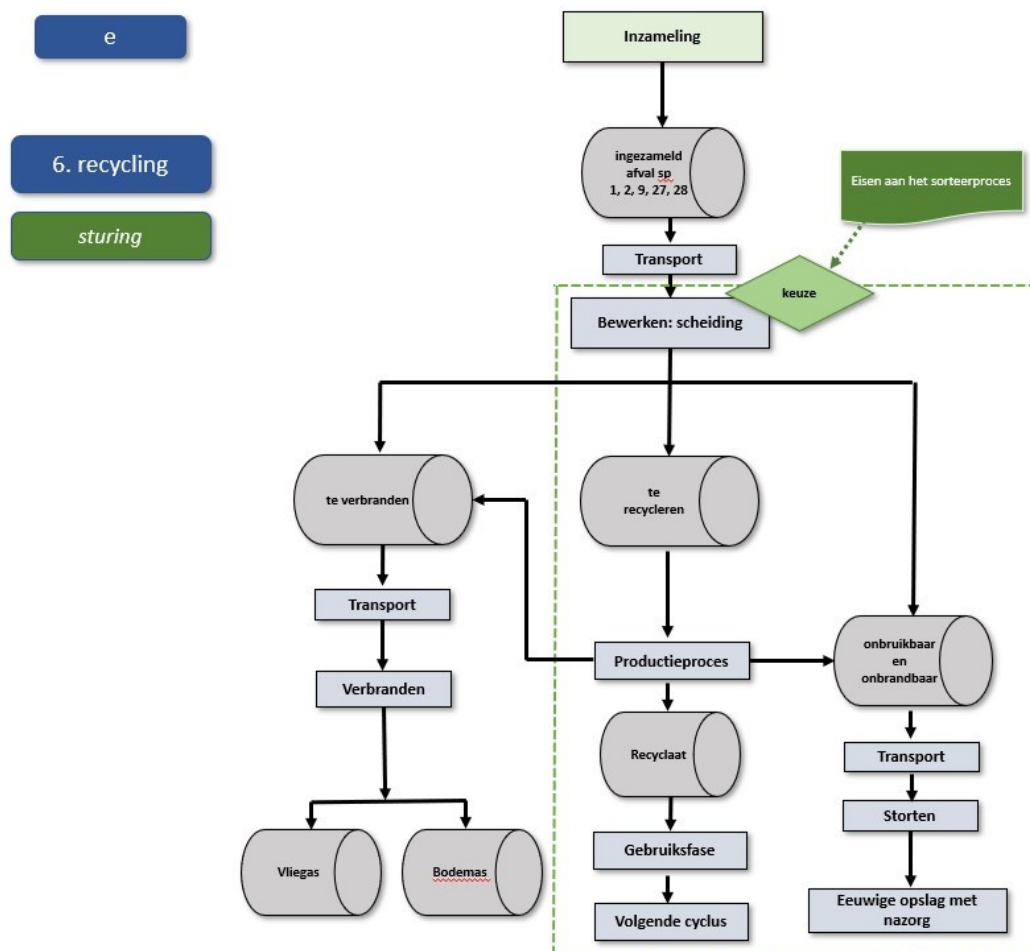 e
Inzameling
6. recycling
sturing
ingezameld
afval sp
1, 2, 9, 27, 28
Eisen aan het sorteerproces
Transport
keuze
Bewerken: scheiding
te verbranden
te
recycleren
Transport
Verbranden
Productieproces
onbruikbaar
en
onbrandbaar
Recyclaat
Transport
Storten
Vliegas
Bodemas
Gebruiksfase
Volgende cyclus
Eeuwige opslag met
nazorg